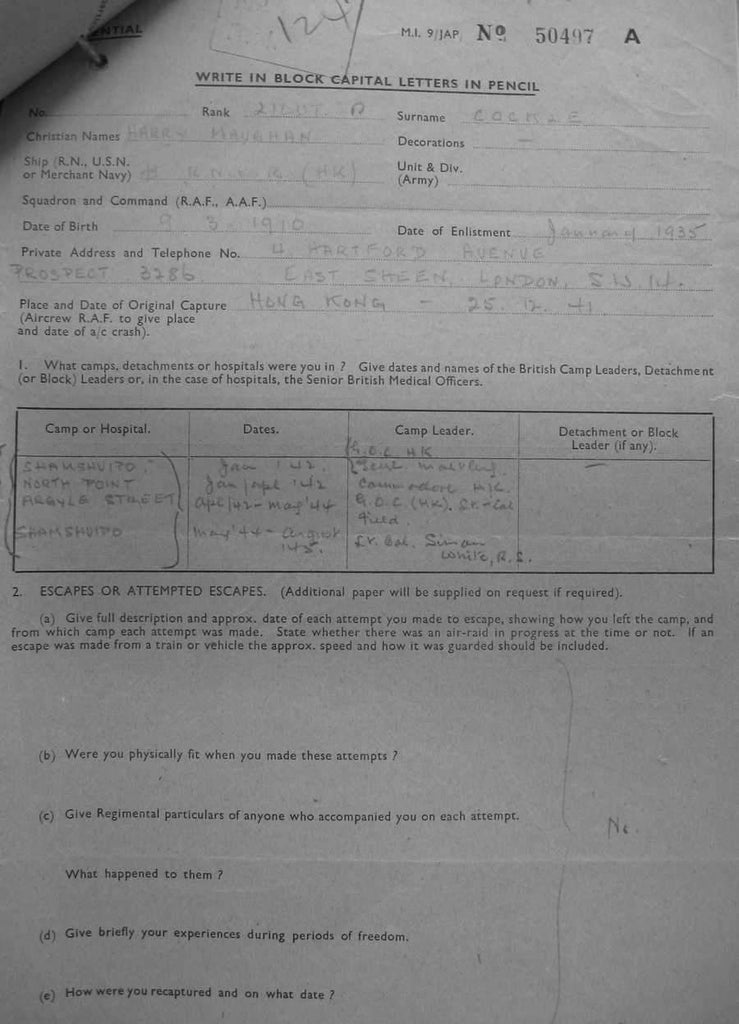 NTIAL
124
M.I. 9/JAP Nº 50497 A
WRITE IN BLOCK CAPITAL LETTERS IN PENCIL
No. Rank Surname COCKLE
Christian Names HARRY VAUGHAN Decorations —
Ship (R.N., U.S.N. or Merchant Navy) (HK) Unit & Div. (Army)
Squadron and Command (R.A.F., A.A.F.)
Date of Birth 9 3 1910 Date of Enlistment January 1935
Private Address and Telephone No. 4 HARTFORD AVENUE
PROSPECT 3286. EAST SHEEN, LONDON, S.W.14.
Place and Date of Original Capture HONG KONG - 25. 12. 41
(Aircrew R.A.F. to give place
and date of a/c crash).
1. What camps, detachments or hospitals were you in ? Give dates and names of the British Camp Leaders, Detachment
(or Block) Leaders or, in the case of hospitals, the Senior British Medical Officers.
Camp or Hospital. Dates. Camp Leader. Detachment or Block Leader (if any).
G.O.C HK
SHAMSHUIPO Jan '42. Genl Maltby —
NORTH POINT Jan/Apl '42 Commodore H.K.
ARGYLE STREET Apl/42 - May '44 G.O.C (HK). Lt.-Col
Field.
SHAMSHUIPO May '44 - August '45. Lt. Col. Simon
White, R.S.
2. ESCAPES OR ATTEMPTED ESCAPES. (Additional paper will be supplied on request if required).
(a) Give full description and approx. date of each attempt you made to escape, showing how you left the camp, and
from which camp each attempt was made. State whether there was an air-raid in progress at the time or not. If an
escape was made from a train or vehicle the approx. speed and how it was guarded should be included.
(b) Were you physically fit when you made these attempts ?
(c) Give Regimental particulars of anyone who accompanied you on each attempt.
No.
What happened to them ?
(d) Give briefly your experiences during periods of freedom.
(e) How were you recaptured and on what date ?